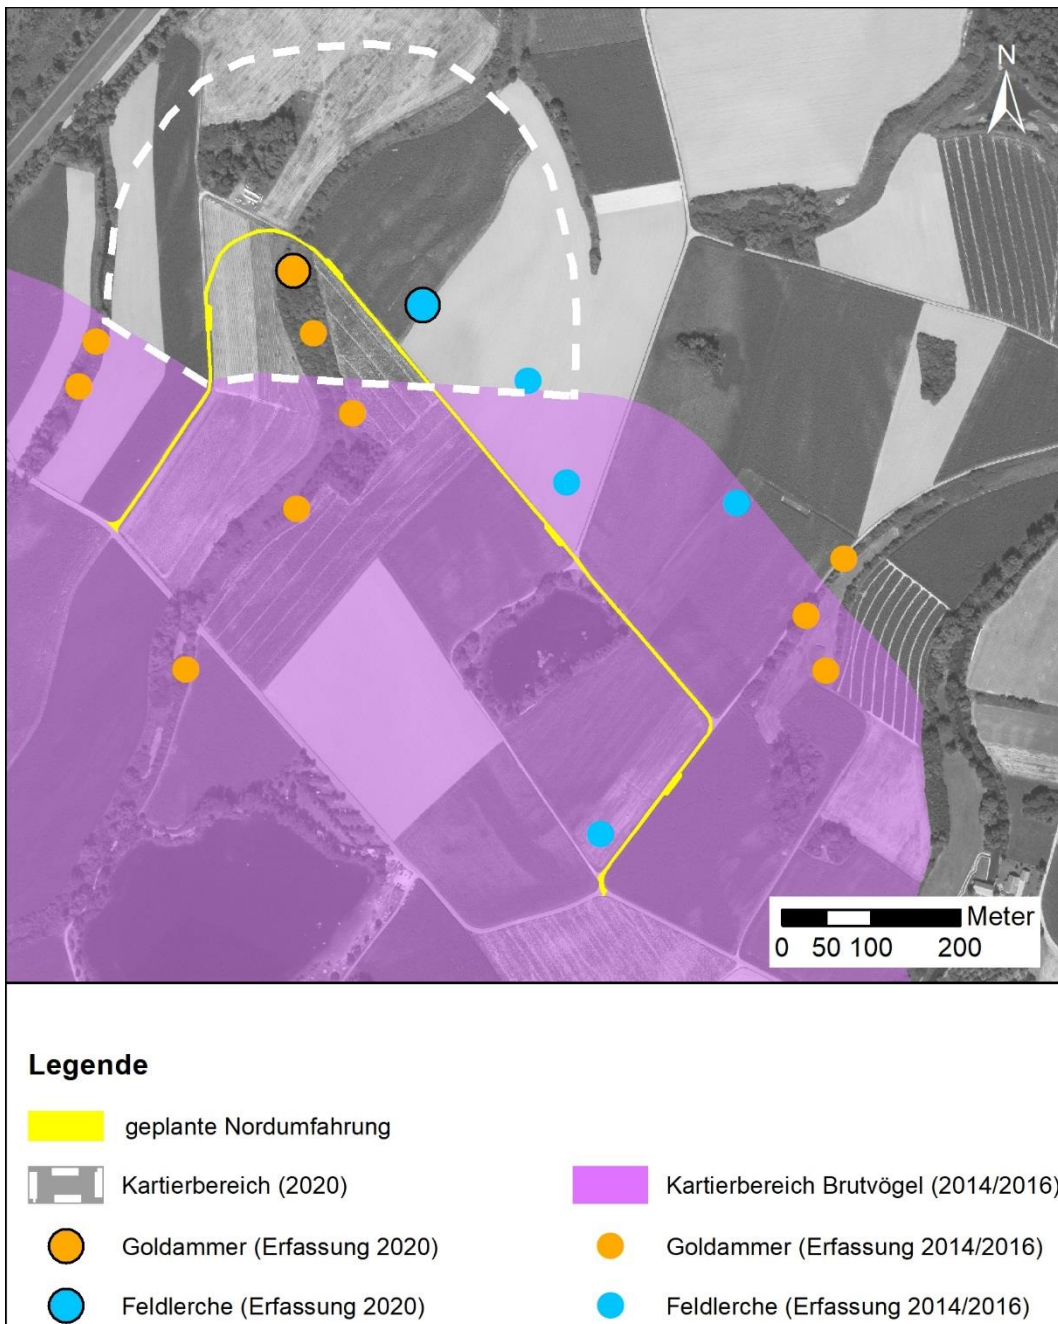 N
Meter
0 50 100 200
Legende
geplante Nordumfahrung
Kartierbereich (2020)
Kartierbereich Brutvögel (2014/2016)
Goldammer (Erfassung 2020)
Goldammer (Erfassung 2014/2016)
Feldlerche (Erfassung 2020)
Feldlerche (Erfassung 2014/2016)